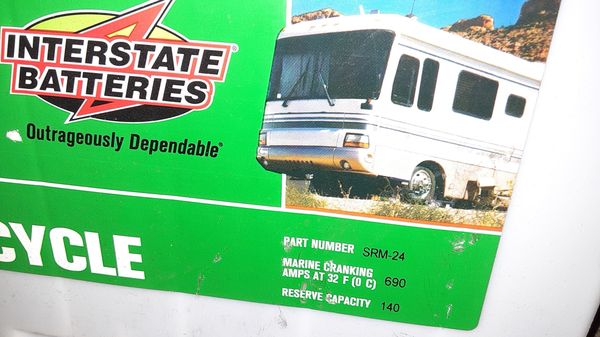 INTERSTATE
BATTERIES
Outrageously Dependable®
CYCLE
PART NUMBER SRM-24
MARINE CRANKING
AMPS AT 32 F (0 C) 690
RESERVE CAPACITY 140